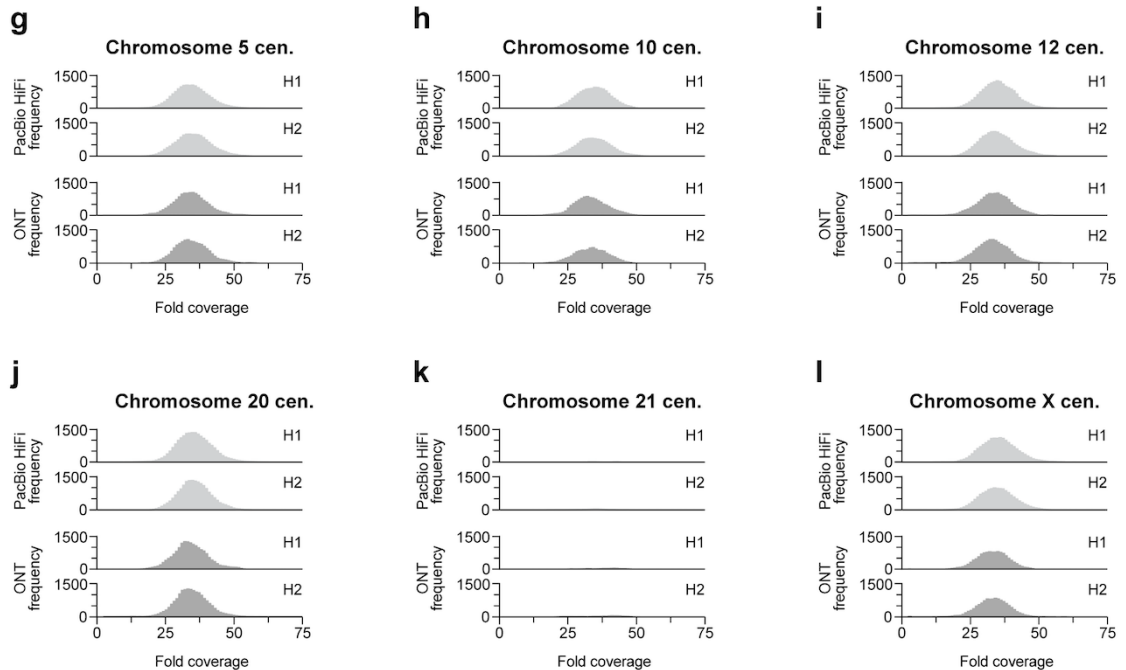 g
Chromosome 5 cen.
PacBio HiFi
frequency
1500
0
H1
1500
0
H2
ONT
frequency
1500
0
H1
1500
0
H2
0 25 50 75
Fold coverage
h
Chromosome 10 cen.
PacBio HiFi
frequency
1500
0
H1
1500
0
H2
ONT
frequency
1500
0
H1
1500
0
H2
0 25 50 75
Fold coverage
i
Chromosome 12 cen.
PacBio HiFi
frequency
1500
0
H1
1500
0
H2
ONT
frequency
1500
0
H1
1500
0
H2
0 25 50 75
Fold coverage
j
Chromosome 20 cen.
PacBio HiFi
frequency
1500
0
H1
1500
0
H2
ONT
frequency
1500
0
H1
1500
0
H2
0 25 50 75
Fold coverage
k
Chromosome 21 cen.
PacBio HiFi
frequency
1500
0
H1
1500
0
H2
ONT
frequency
1500
0
H1
1500
0
H2
0 25 50 75
Fold coverage
l
Chromosome X cen.
PacBio HiFi
frequency
1500
0
H1
1500
0
H2
ONT
frequency
1500
0
H1
1500
0
H2
0 25 50 75
Fold coverage